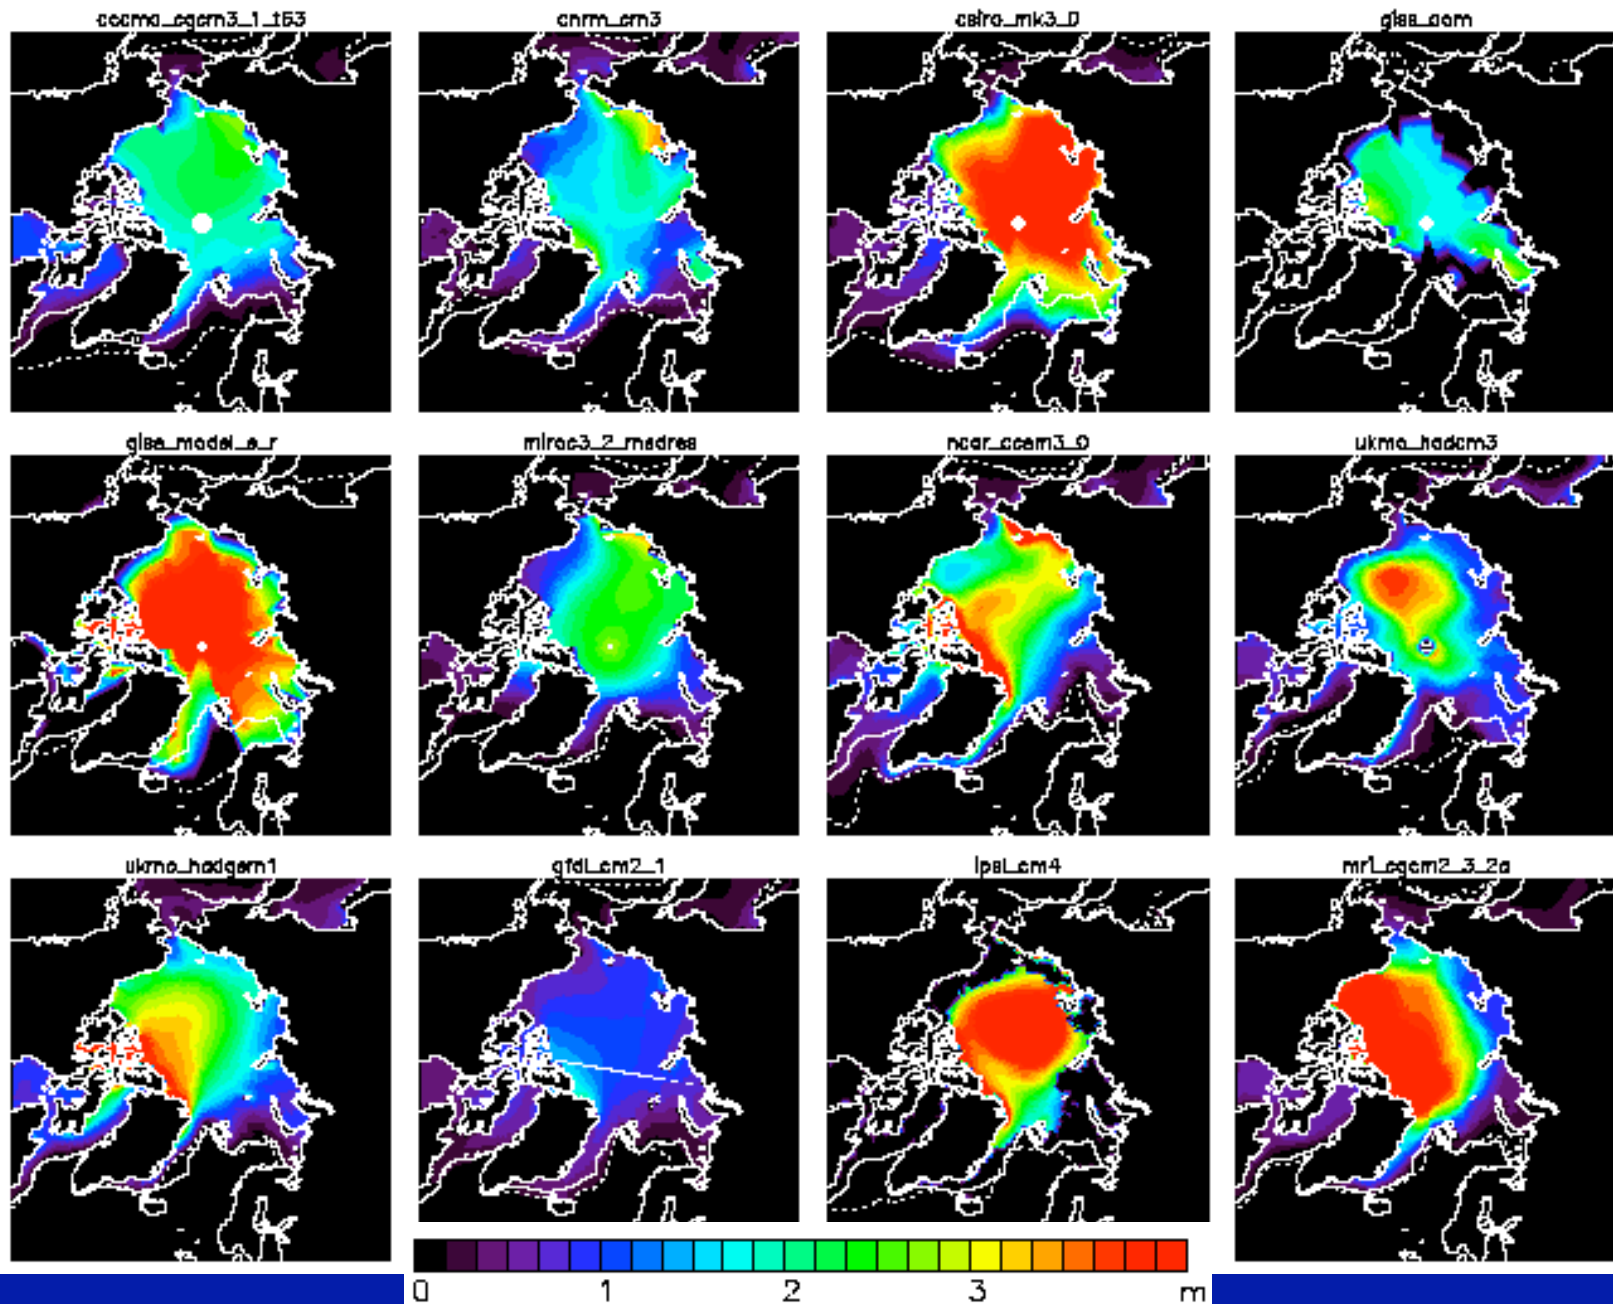 cccma_cgcm3_1_t63
cnrm_cm3
csiro_mk3_0
giss_aom
giss_model_e_r
miroc3_2_medres
ncar_ccsm3_0
ukmo_hadcm3
ukmo_hadgem1
gfdl_cm2_1
ipsl_cm4
mri_cgcm2_3_2a
0 1 2 3 m